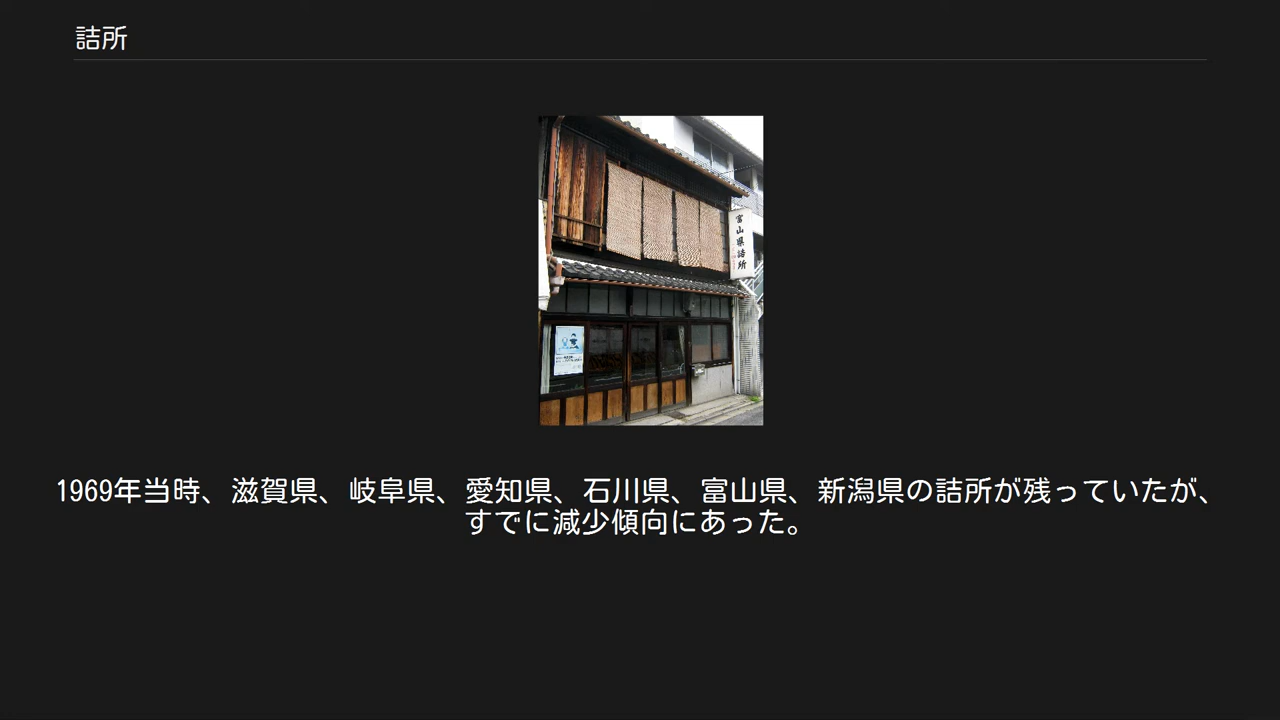 詰所
富山県詰所
1969年当時、滋賀県、岐阜県、愛知県、石川県、富山県、新潟県の詰所が残っていたが、
すでに減少傾向にあった。